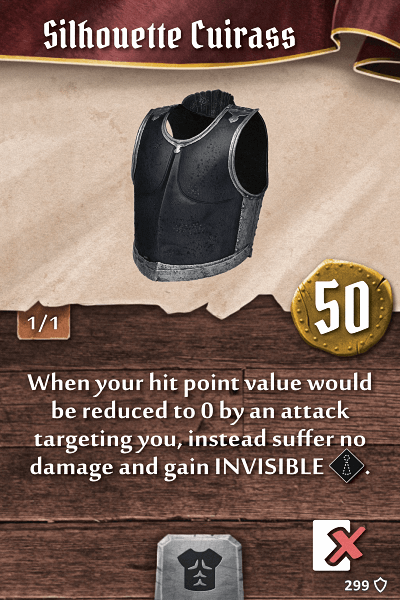 Silhouette Cuirass
1/1
50
When your hit point value would
be reduced to 0 by an attack
targeting you, instead suffer no
damage and gain INVISIBLE .
299